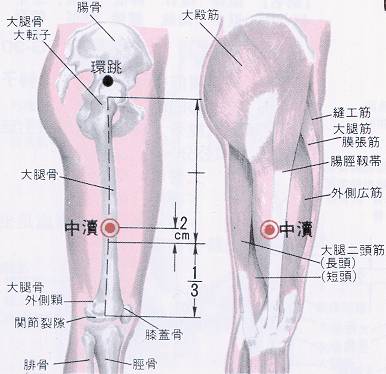 腸骨
大腿骨
大転子
環跳
大腿骨
中瀆
2
cm
1
3
大腿骨
外側顆
関節裂隙
膝蓋骨
腓骨
脛骨
大殿筋
縫工筋
大腿筋
膜張筋
腸脛靱帯
外側広筋
中瀆
大腿二頭筋
(長頭)
(短頭)